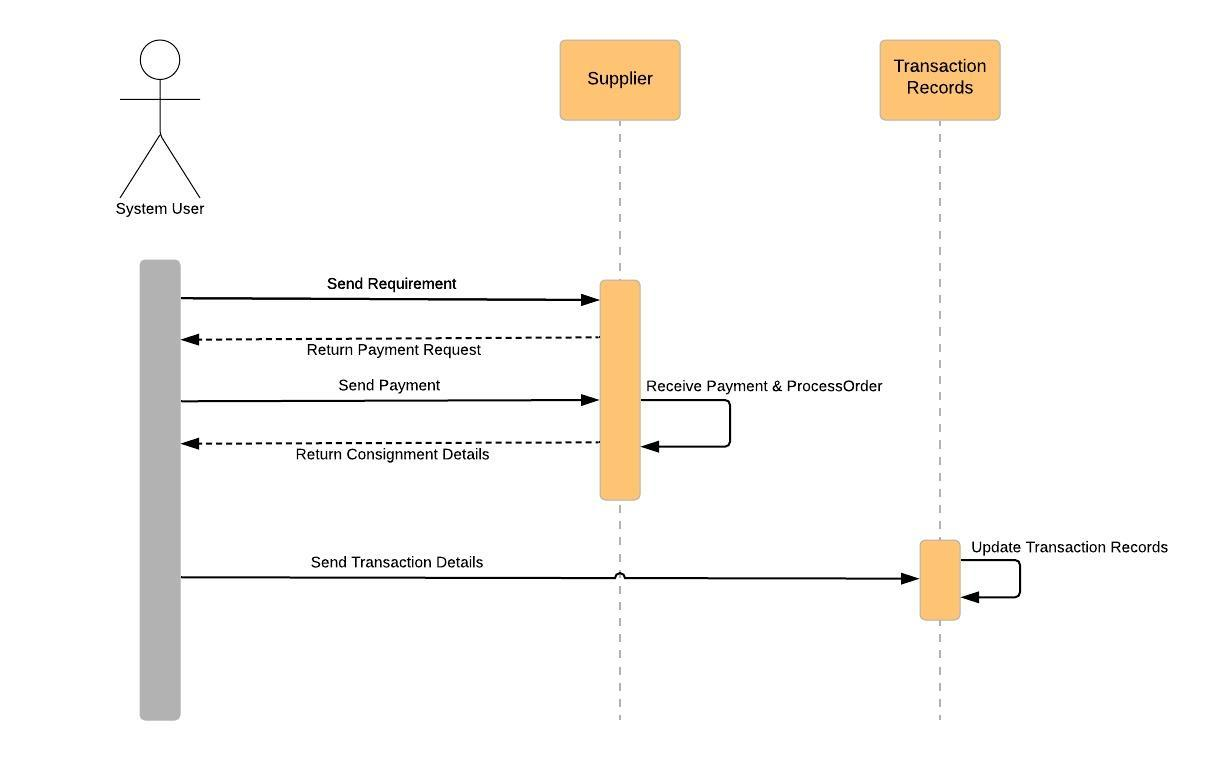 Supplier
Transaction
Records
System User
Send Requirement
Return Payment Request
Send Payment
Receive Payment & ProcessOrder
Return Consignment Details
Update Transaction Records
Send Transaction Details